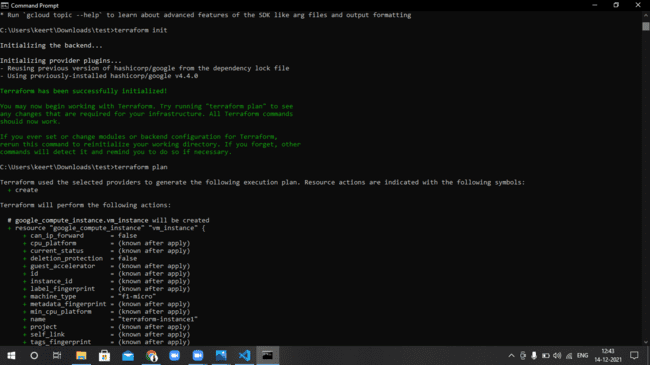 Command Prompt
* Run `gcloud topic --help` to learn about advanced features of the SDK like arg files and output formatting
C:\Users\keert\Downloads\test>terraform init
Initializing the backend...
Initializing provider plugins...
- Reusing previous version of hashicorp/google from the dependency lock file
- Using previously-installed hashicorp/google v4.4.0
Terraform has been successfully initialized!
You may now begin working with Terraform. Try running "terraform plan" to see
any changes that are required for your infrastructure. All Terraform commands
should now work.
If you ever set or change modules or backend configuration for Terraform,
rerun this command to reinitialize your working directory. If you forget, other
commands will detect it and remind you to do so if necessary.
C:\Users\keert\Downloads\test>terraform plan
Terraform used the selected providers to generate the following execution plan. Resource actions are indicated with the following symbols:
+ create
Terraform will perform the following actions:
# google_compute_instance.vm_instance will be created
+ resource "google_compute_instance" "vm_instance" {
+ can_ip_forward = false
+ cpu_platform = (known after apply)
+ current_status = (known after apply)
+ deletion_protection = false
+ guest_accelerator = (known after apply)
+ id = (known after apply)
+ instance_id = (known after apply)
+ label_fingerprint = (known after apply)
+ machine_type = "fi-micro"
+ metadata_fingerprint = (known after apply)
+ min_cpu_platform = (known after apply)
+ name = "terraform-instance1"
+ project = (known after apply)
+ self_link = (known after apply)
+ tags_fingerprint = (known after apply)
ENG
12:43
14-12-2021